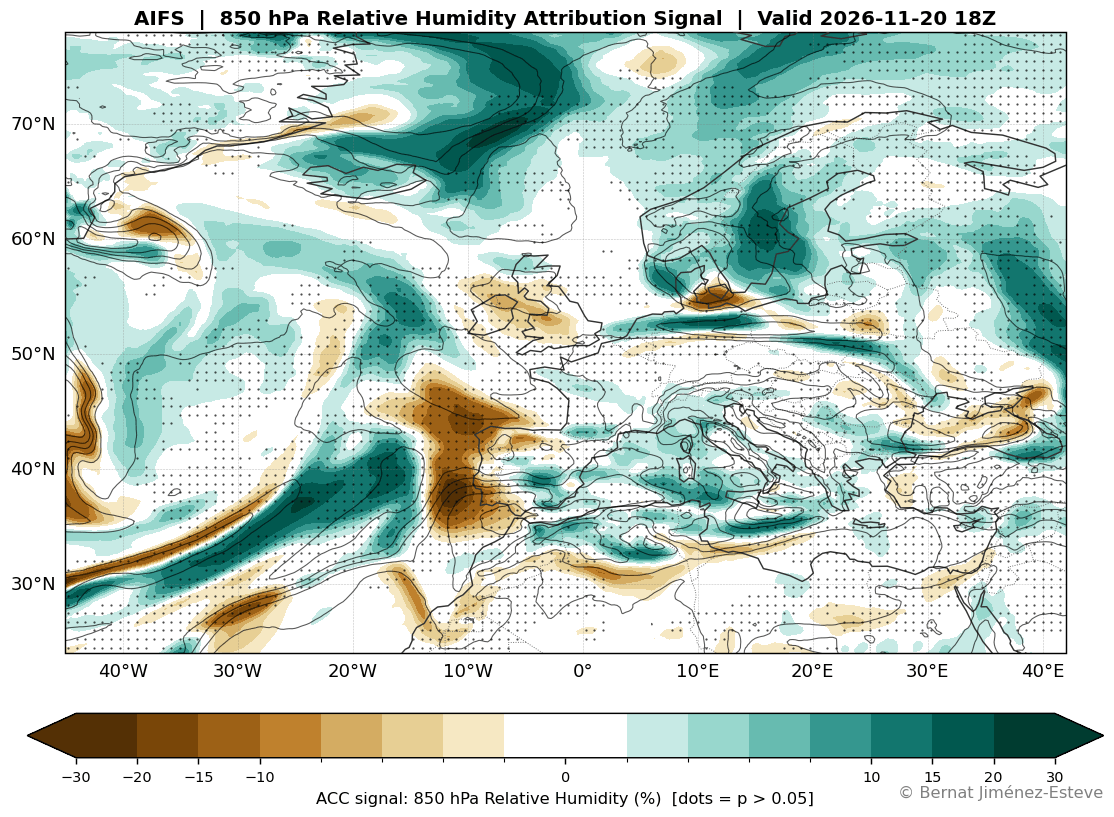 AIFS | 850 hPa Relative Humidity Attribution Signal | Valid 2026-11-20 18Z
70°N
60°N
50°N
40°N
30°N
40°W 30°W 20°W 10°W 0° 10°E 20°E 30°E 40°E
−30 −20 −15 −10 0 10 15 20 30
ACC signal: 850 hPa Relative Humidity (%) [dots = p > 0.05]
© Bernat Jiménez-Esteve